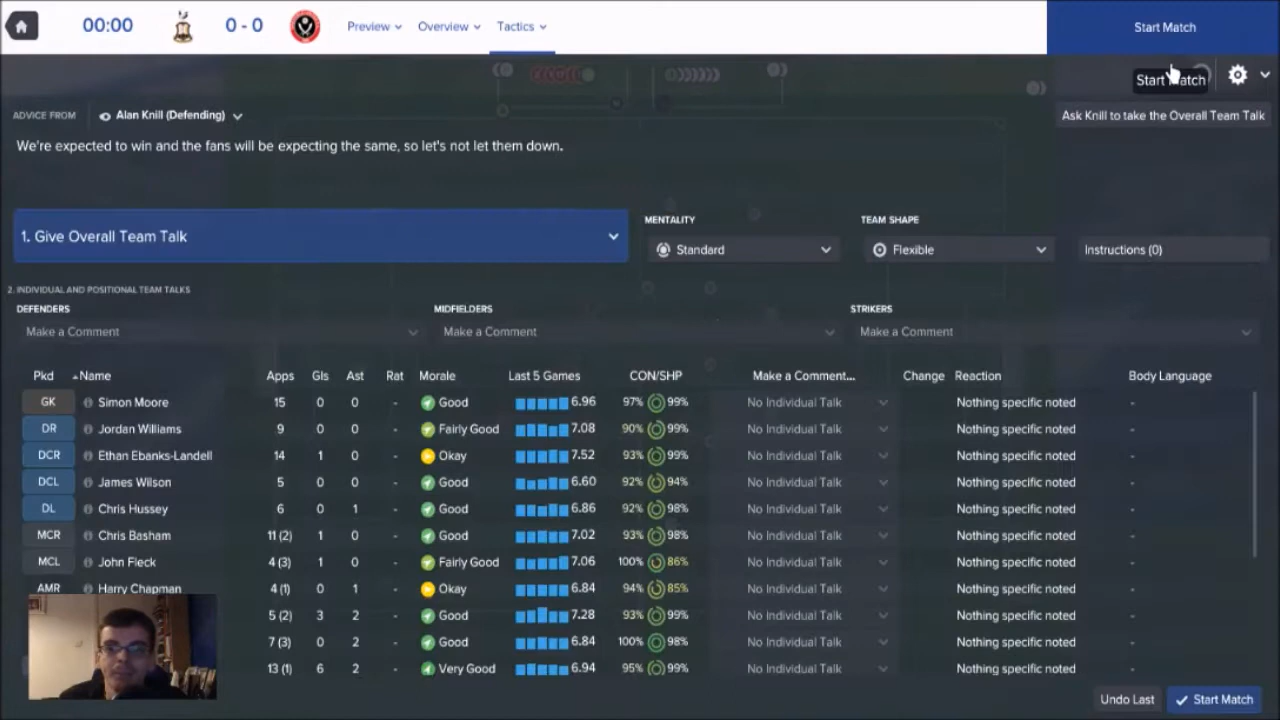 00:00 0 - 0 Preview Overview Tactics Start Match
Start Match
ADVICE FROM Alan Knill (Defending) Ask Knill to take the Overall Team Talk
We're expected to win and the fans will be expecting the same, so let's not let them down.
MENTALITY TEAM SHAPE
1. Give Overall Team Talk Standard Flexible Instructions (0)
2. INDIVIDUAL AND POSITIONAL TEAM TALKS
DEFENDERS MIDFIELDERS STRIKERS
Make a Comment Make a Comment Make a Comment
Pkd Name Apps Gls Ast Rat Morale Last 5 Games CON/SHP Make a Comment... Change Reaction Body Language
GK Simon Moore 15 0 0 - Good 6.96 97% 99% No Individual Talk Nothing specific noted -
DR Jordan Williams 9 0 0 - Fairly Good 7.08 90% 99% No Individual Talk Nothing specific noted -
DCR Ethan Ebanks-Landell 14 1 0 - Okay 7.52 93% 99% No Individual Talk Nothing specific noted -
DCL James Wilson 5 0 0 - Good 6.60 92% 94% No Individual Talk Nothing specific noted -
DL Chris Hussey 6 0 1 - Good 6.86 92% 98% No Individual Talk Nothing specific noted -
MCR Chris Basham 11 (2) 1 0 - Good 7.02 93% 98% No Individual Talk Nothing specific noted -
MCL John Fleck 4 (3) 1 0 - Fairly Good 7.06 100% 86% No Individual Talk Nothing specific noted -
AMR Harry Chapman 4 (1) 0 1 - Okay 6.84 94% 85% No Individual Talk Nothing specific noted -
5 (2) 3 2 - Good 7.28 93% 99% No Individual Talk Nothing specific noted -
7 (3) 0 2 - Good 6.84 100% 98% No Individual Talk Nothing specific noted -
13 (1) 6 2 - Very Good 6.94 95% 99% No Individual Talk Nothing specific noted -
Undo Last Start Match